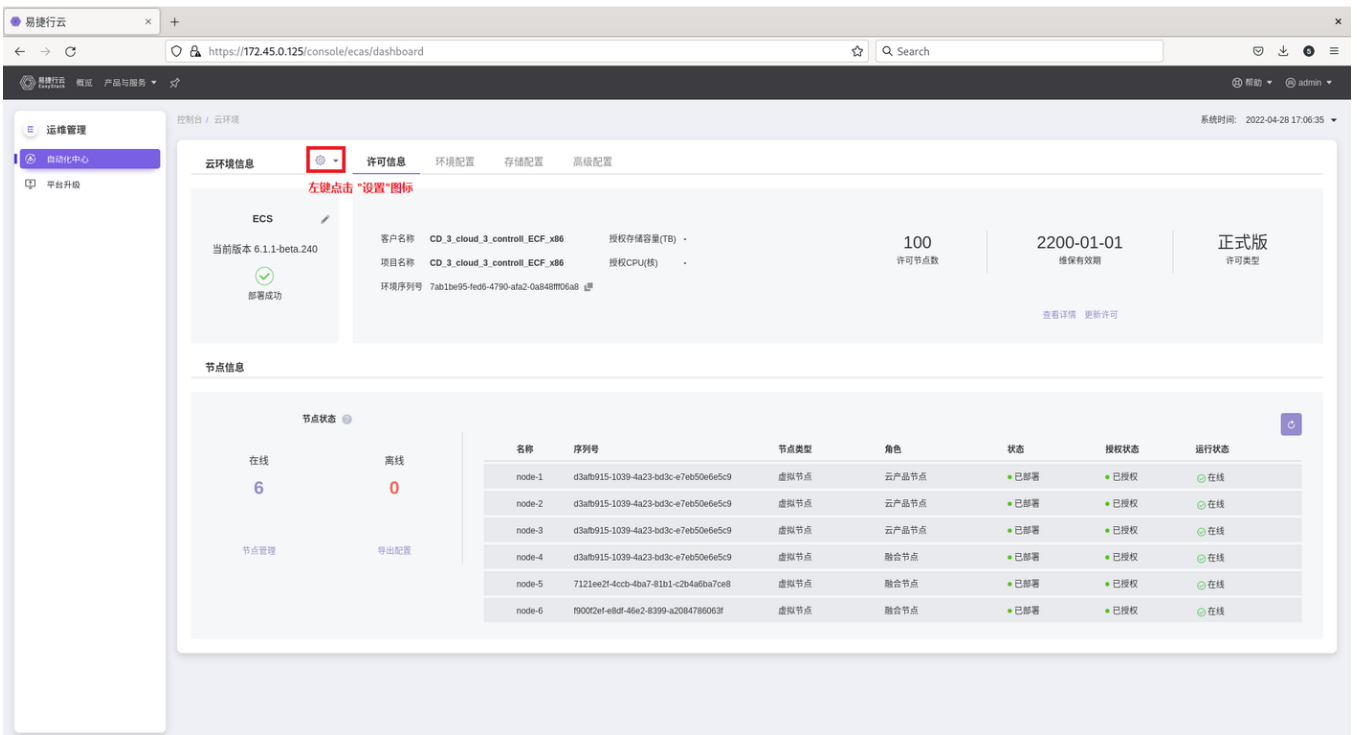 易捷行云
https://172.45.0.125/console/ecas/dashboard
Search
易捷行云 EasyStack 概览 产品与服务 帮助 admin
运维管理
自动化中心
平台升级
控制台 / 云环境
系统时间: 2022-04-28 17:06:35
云环境信息
许可信息 环境配置 存储配置 高级配置
左键点击 "设置"图标
ECS
当前版本 6.1.1-beta.240
部署成功
客户名称 CD_3_cloud_3_controll_ECF_x86 授权存储容量(TB) -
项目名称 CD_3_cloud_3_controll_ECF_x86 授权CPU(核) -
环境序列号 7ab1be95-fed6-4790-afa2-0a848fff06a8
100
许可节点数
2200-01-01
维保有效期
正式版
许可类型
查看详情 更新许可
节点信息
节点状态
在线
6
离线
0
节点管理 导出配置
名称 序列号 节点类型 角色 状态 授权状态 运行状态
node-1 d3afb915-1039-4a23-bd3c-e7eb50e6e5c9 虚拟节点 云产品节点 已部署 已授权 在线
node-2 d3afb915-1039-4a23-bd3c-e7eb50e6e5c9 虚拟节点 云产品节点 已部署 已授权 在线
node-3 d3afb915-1039-4a23-bd3c-e7eb50e6e5c9 虚拟节点 云产品节点 已部署 已授权 在线
node-4 d3afb915-1039-4a23-bd3c-e7eb50e6e5c9 虚拟节点 融合节点 已部署 已授权 在线
node-5 7121ee2f-4ccb-4ba7-81b1-c2b4a6ba7ce8 虚拟节点 融合节点 已部署 已授权 在线
node-6 f900f2ef-e8df-46e2-8399-a2084786063f 虚拟节点 融合节点 已部署 已授权 在线